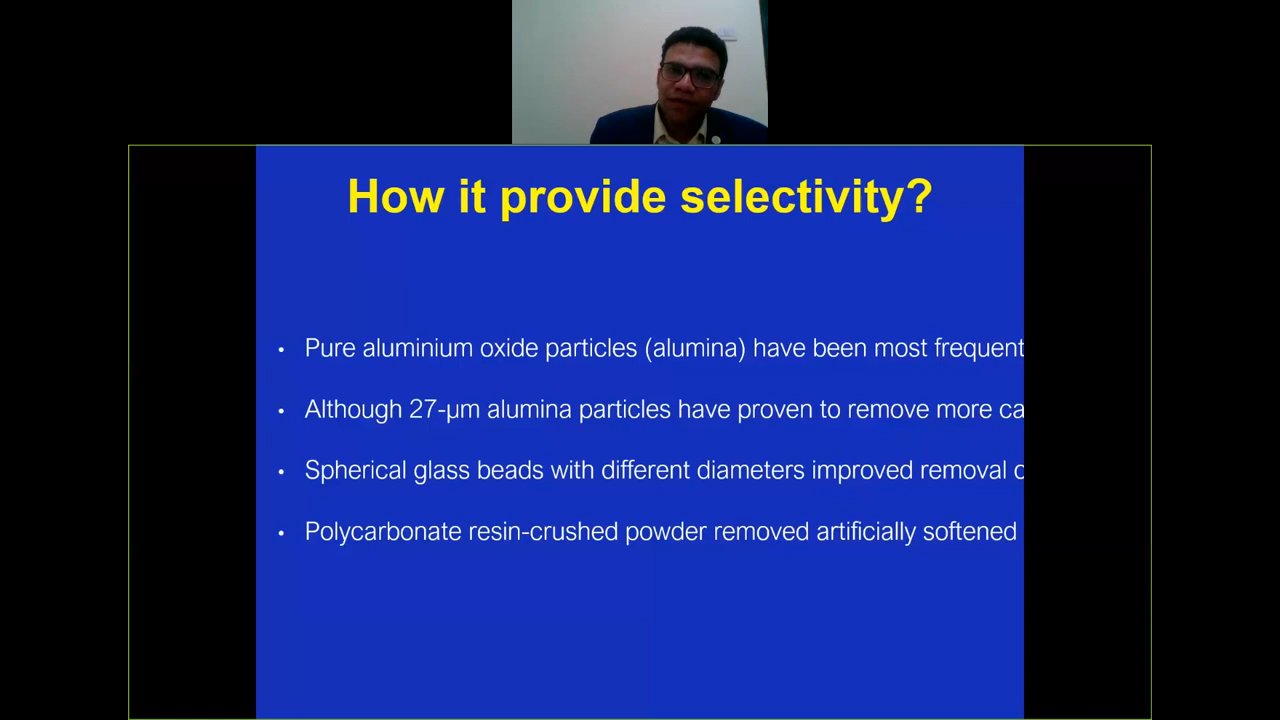 How it provide selectivity?
• Pure aluminium oxide particles (alumina) have been most frequent
• Although 27-µm alumina particles have proven to remove more ca
• Spherical glass beads with different diameters improved removal
• Polycarbonate resin-crushed powder removed artificially softened